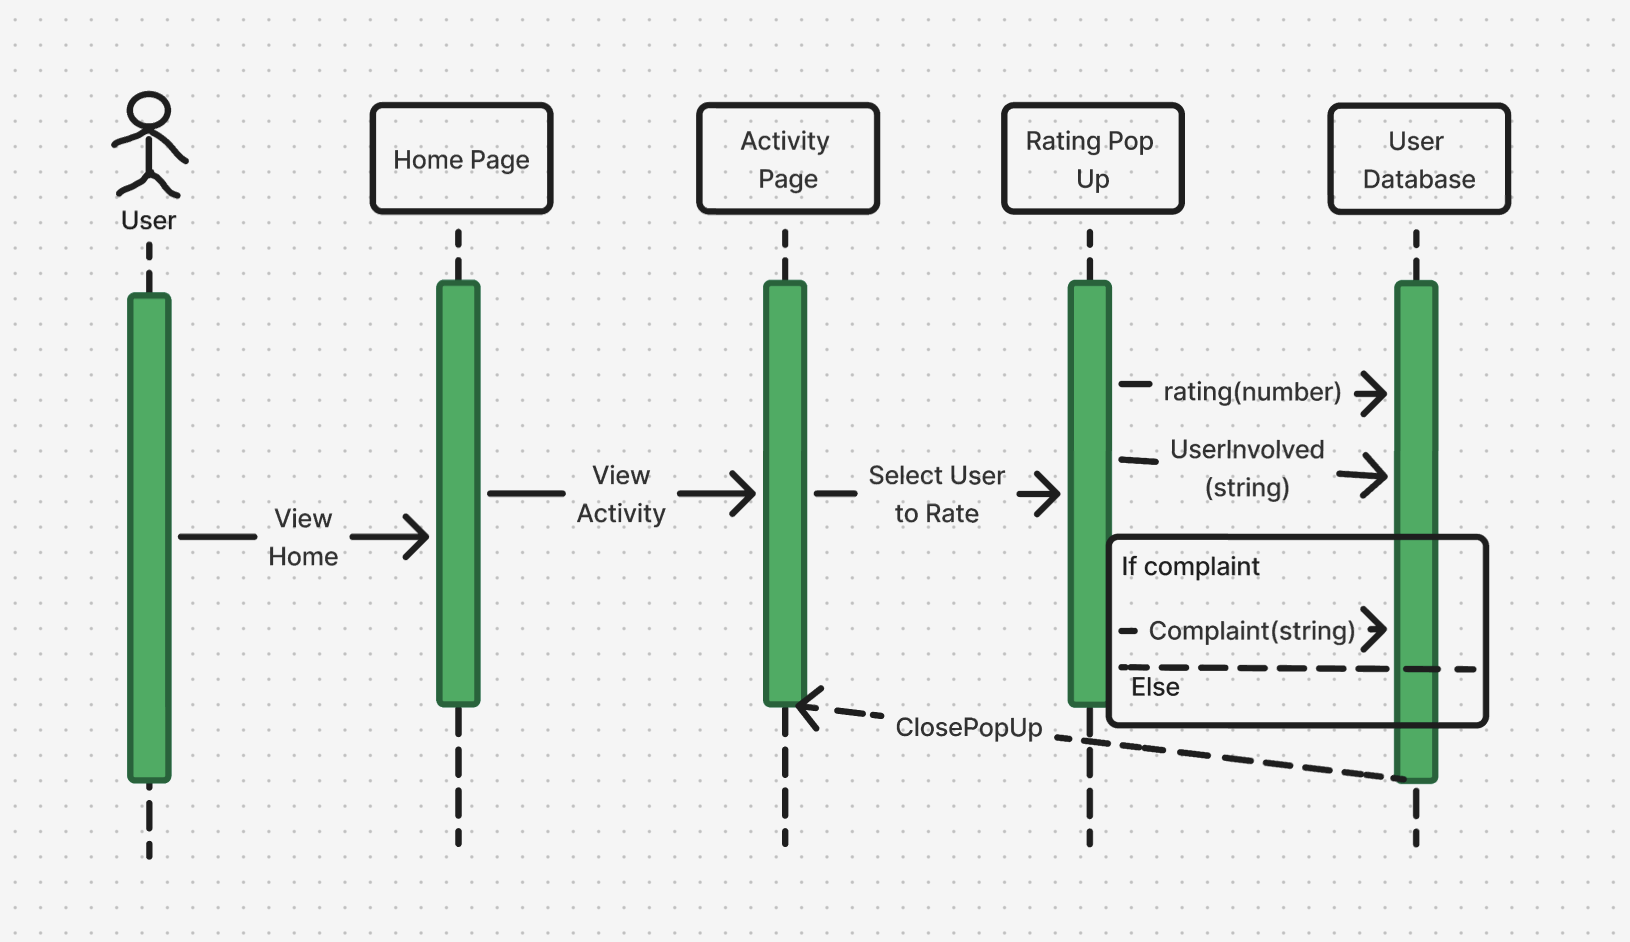 User
Home Page
Activity
Page
Rating Pop
Up
User
Database
View
Home
View
Activity
Select User
to Rate
rating(number)
UserInvolved
(string)
If complaint
Complaint(string)
Else
ClosePopUp